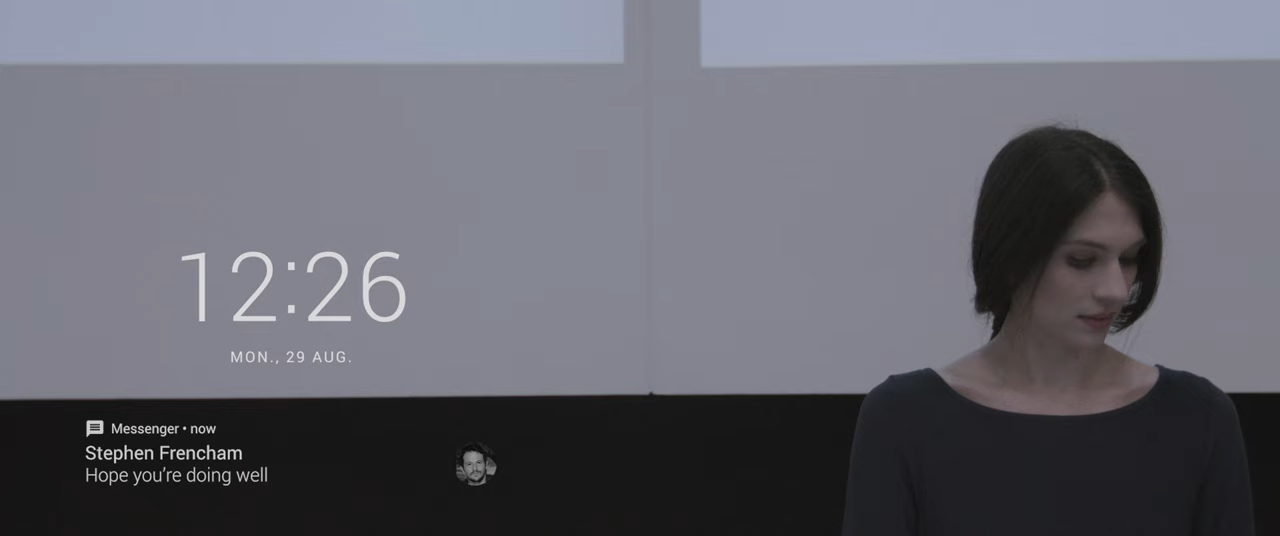 12:26
MON., 29 AUG.
Messenger • now
Stephen Frencham
Hope you're doing well